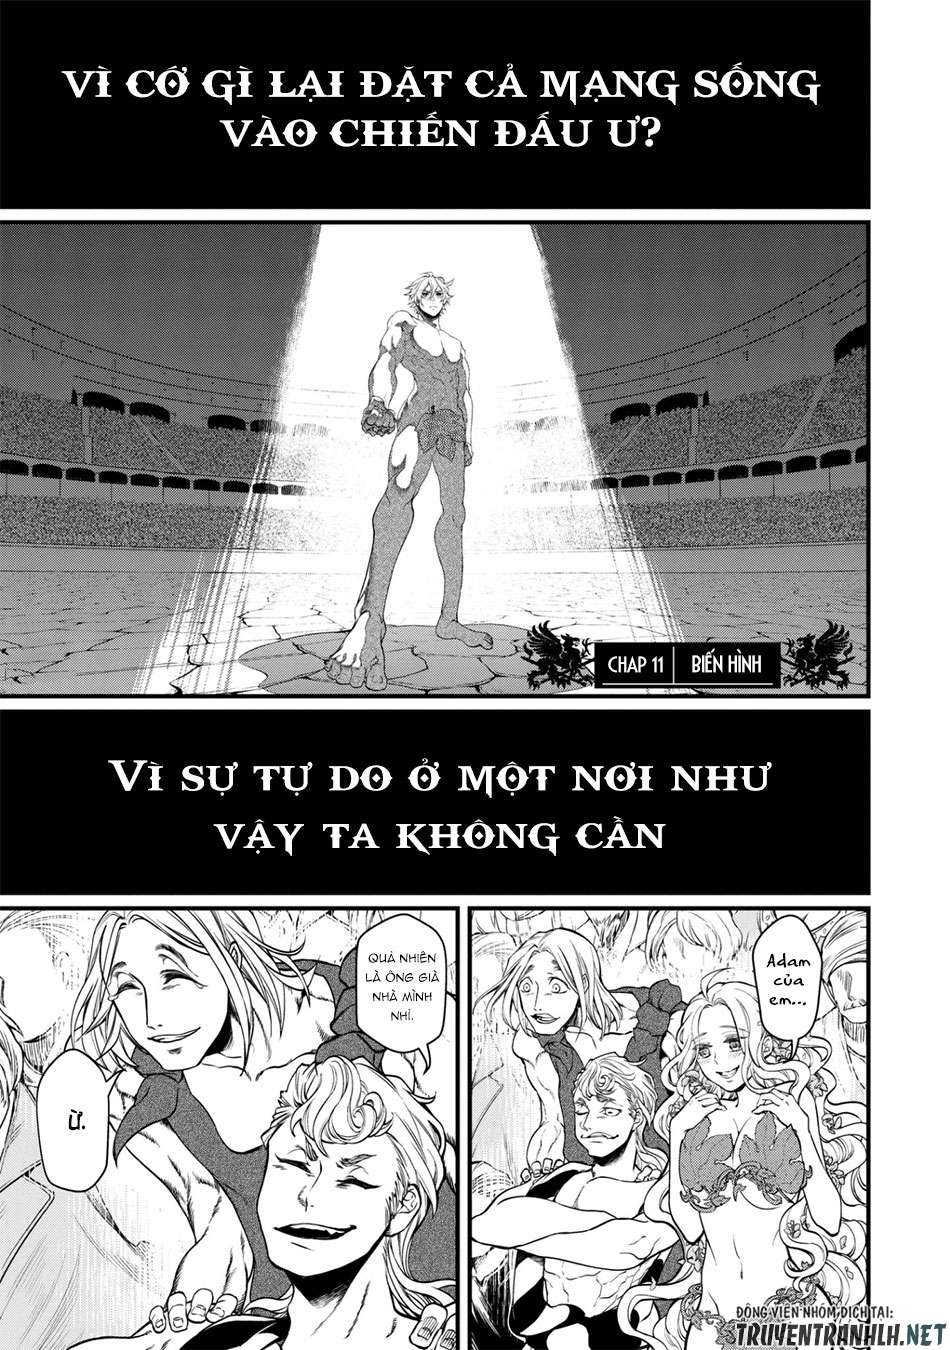 VÌ CỚ GÌ LẠI ĐẶT CẢ MẠNG SỐNG
VÀO CHIẾN ĐẤU Ư?
CHAP 11 | BIẾN HÌNH
VÌ SỰ TỰ DO Ở MỘT NƠI NHƯ
VẬY TA KHÔNG CẦN
Adam
của
em...
QUẢ NHIÊN
LÀ ÔNG GIÀ
NHÀ MÌNH
NHỈ.
Ừ.
ĐỘNG VIÊN NHÓM DỊCH TẠI:
TRUYENTRANHLH.NET